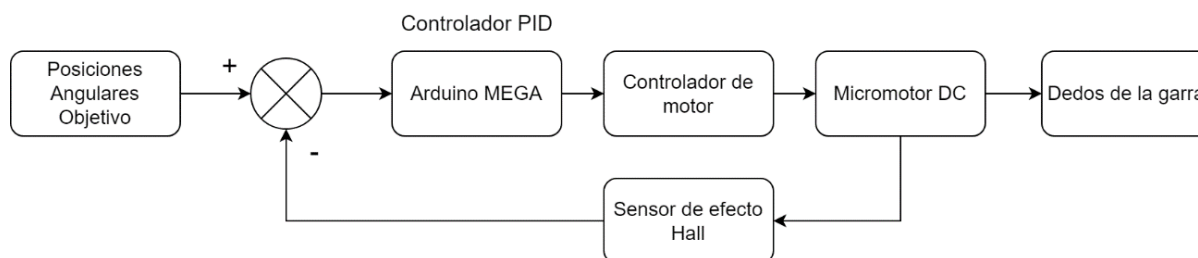 Controlador PID
Posiciones
Angulares
Objetivo
+
-
Arduino MEGA
Controlador de
motor
Micromotor DC
Dedos de la garra
Sensor de efecto
Hall